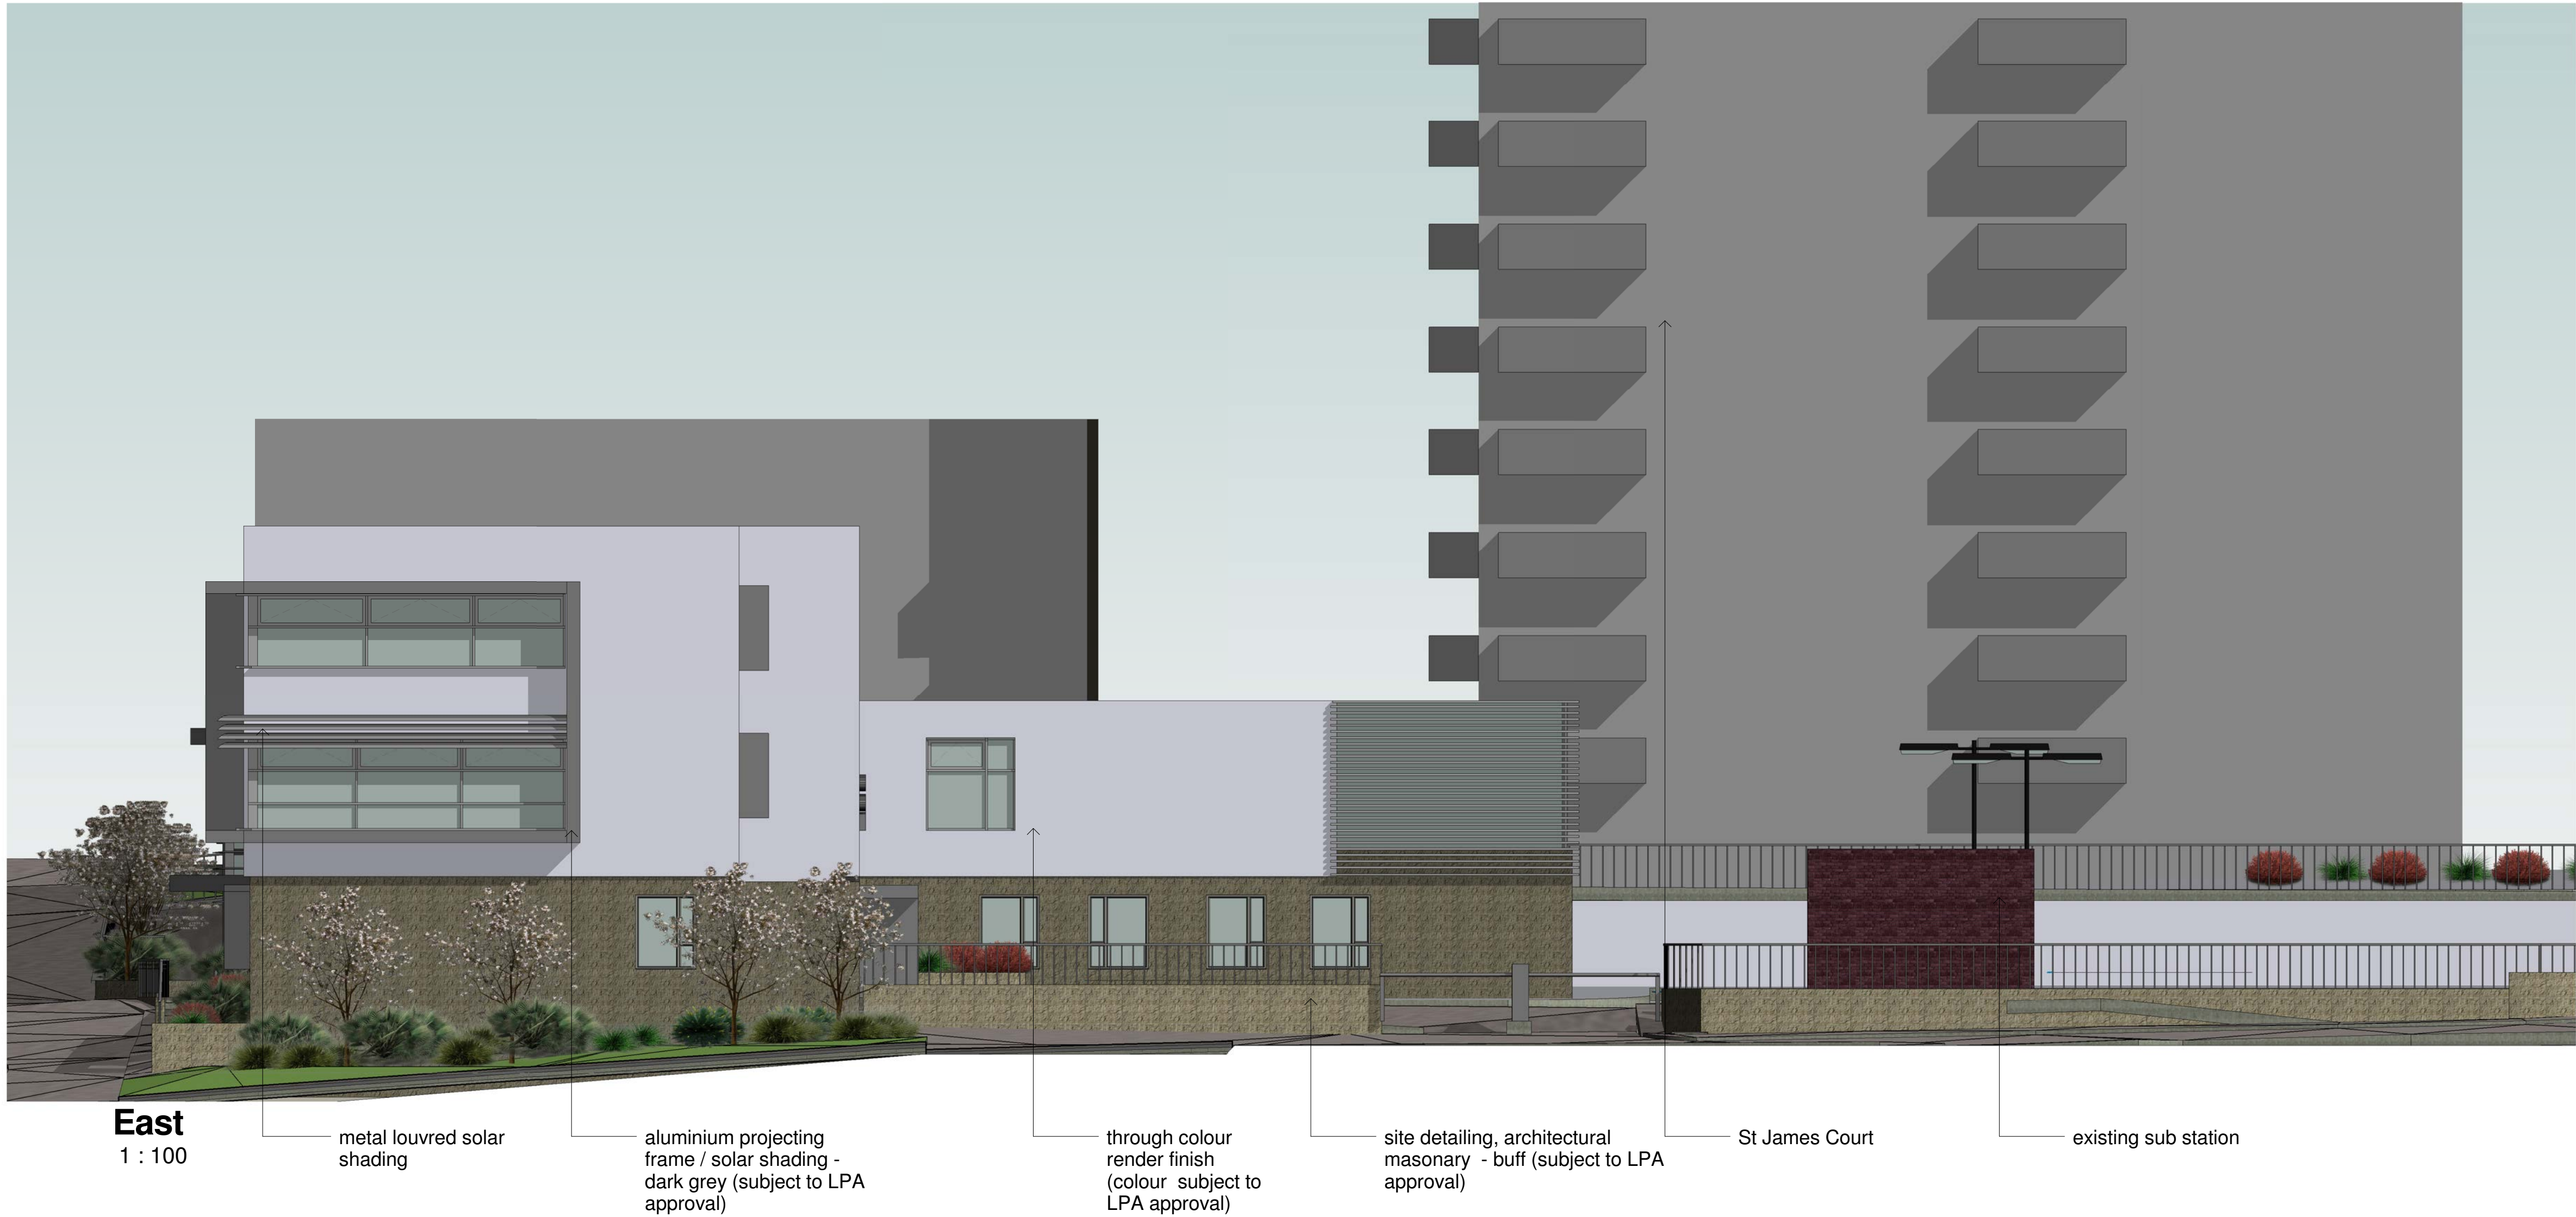 East
1 : 100
metal louvred solar
shading
aluminium projecting
frame / solar shading -
dark grey (subject to LPA
approval)
through colour
render finish
(colour  subject to
LPA approval)
site detailing, architectural
masonary  - buff (subject to LPA
approval)
St James Court
existing sub station